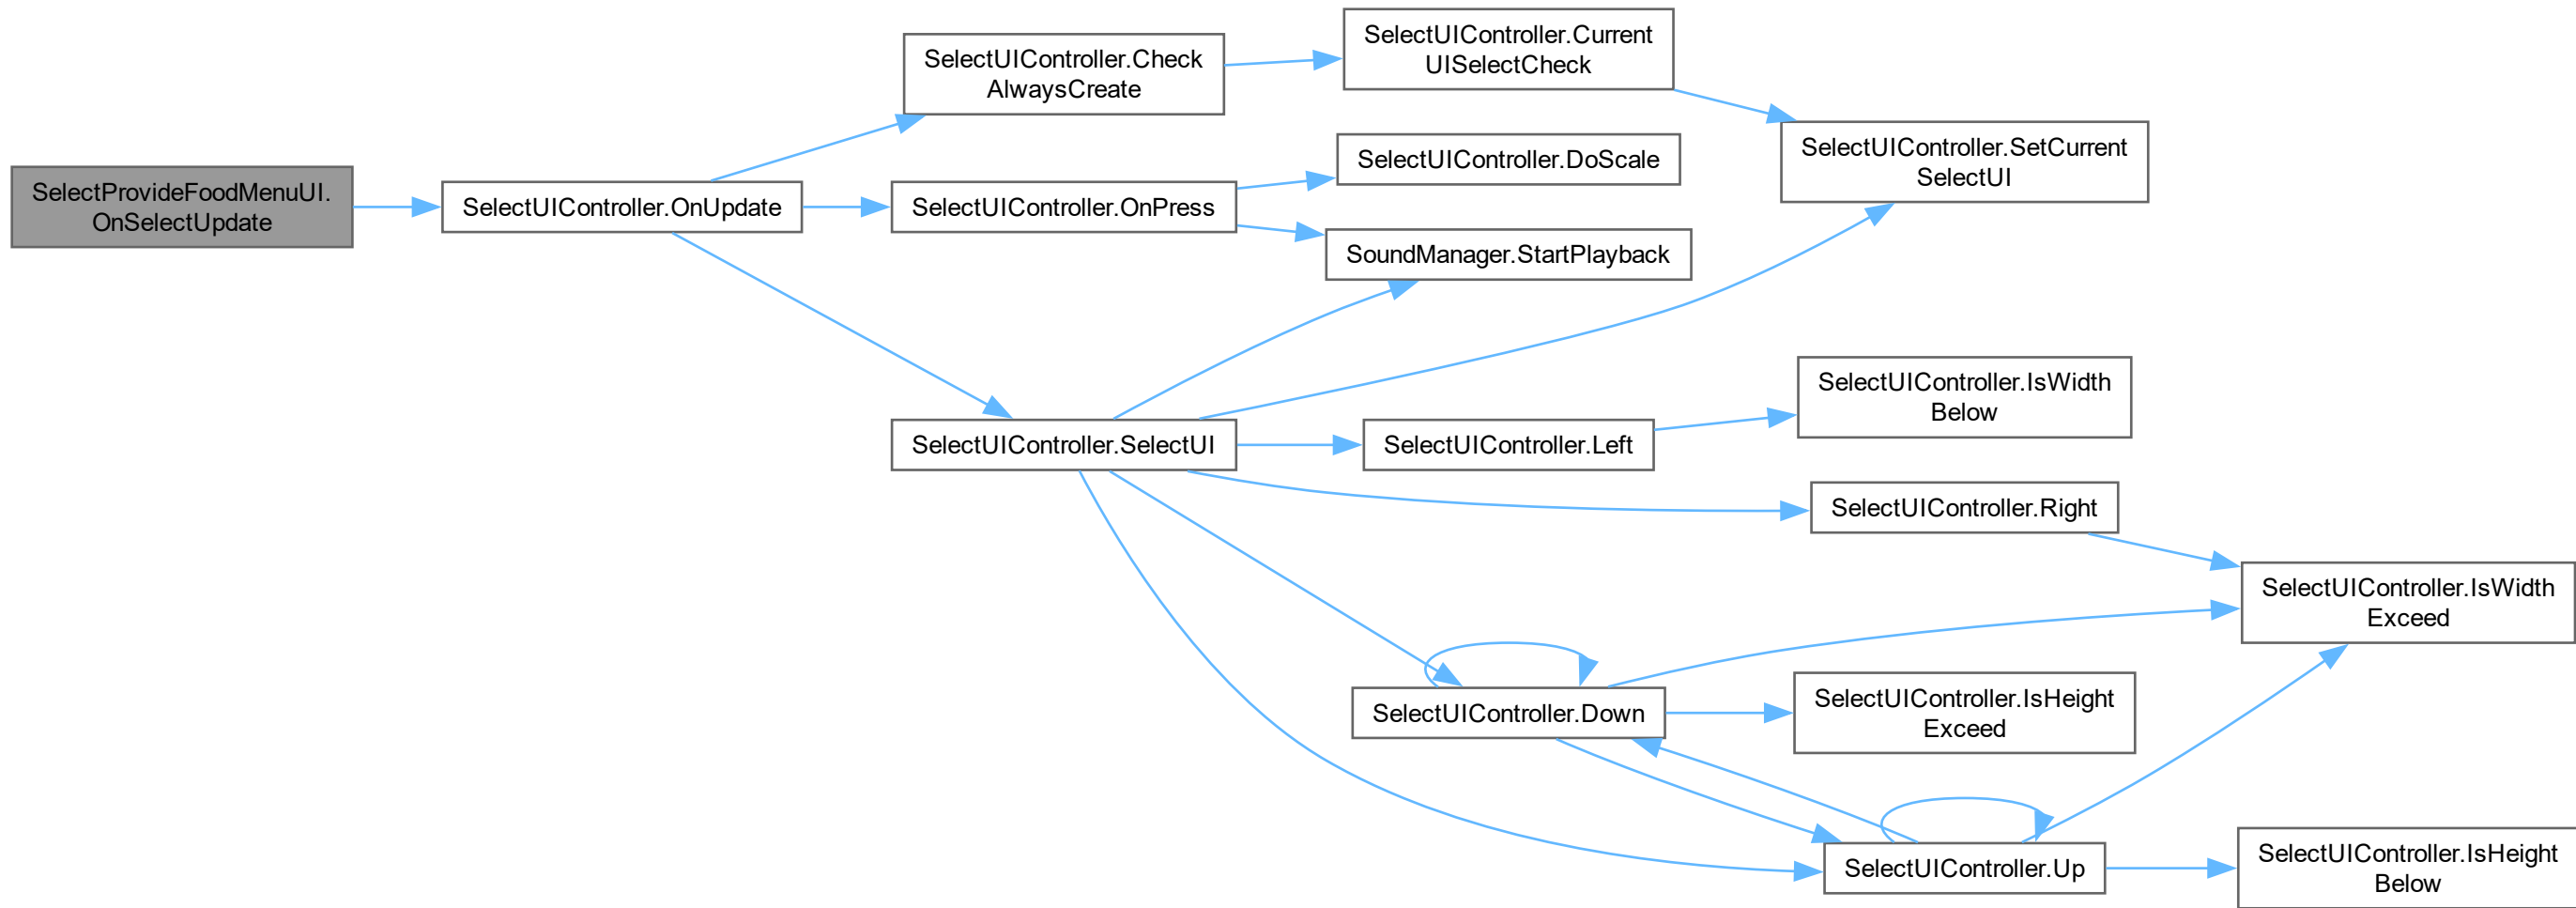 SelectProvideFoodMenuUI.
OnSelectUpdate
SelectUIController.OnUpdate
SelectUIController.Check
AlwaysCreate
SelectUIController.OnPress
SelectUIController.SelectUI
SelectUIController.Current
UISelectCheck
SelectUIController.DoScale
SoundManager.StartPlayback
SelectUIController.Left
SelectUIController.Down
SelectUIController.SetCurrent
SelectUI
SelectUIController.IsWidth
Below
SelectUIController.Right
SelectUIController.IsHeight
Exceed
SelectUIController.Up
SelectUIController.IsWidth
Exceed
SelectUIController.IsHeight
Below